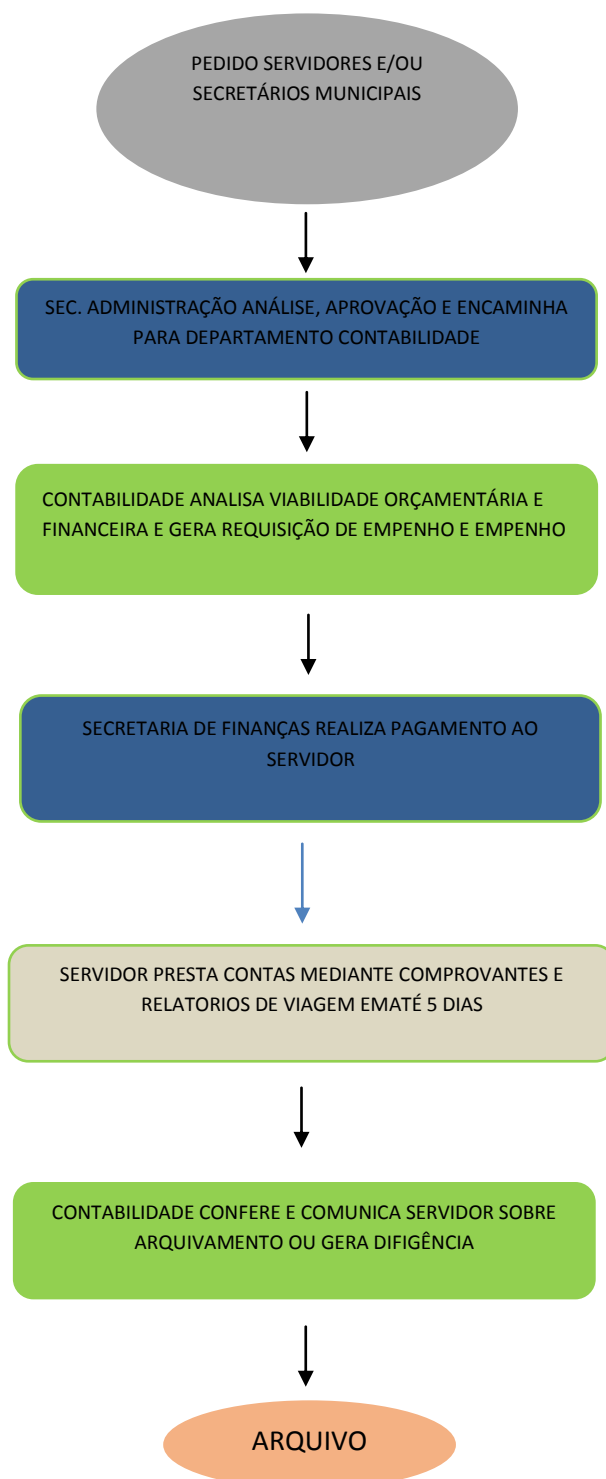 PEDIDO SERVIDORES E/OU
SECRETÁRIOS MUNICIPAIS
SEC. ADMINISTRAÇÃO ANÁLISE, APROVAÇÃO E ENCAMINHA
PARA DEPARTAMENTO CONTABILIDADE
CONTABILIDADE ANALISA VIABILIDADE ORÇAMENTÁRIA E
FINANCEIRA E GERA REQUISIÇÃO DE EMPENHO E EMPENHO
SECRETARIA DE FINANÇAS REALIZA PAGAMENTO AO
SERVIDOR
SERVIDOR PRESTA CONTAS MEDIANTE COMPROVANTES E
RELATORIOS DE VIAGEM EMATÉ 5 DIAS
CONTABILIDADE CONFERE E COMUNICA SERVIDOR SOBRE
ARQUIVAMENTO OU GERA DIFIGÊNCIA
ARQUIVO